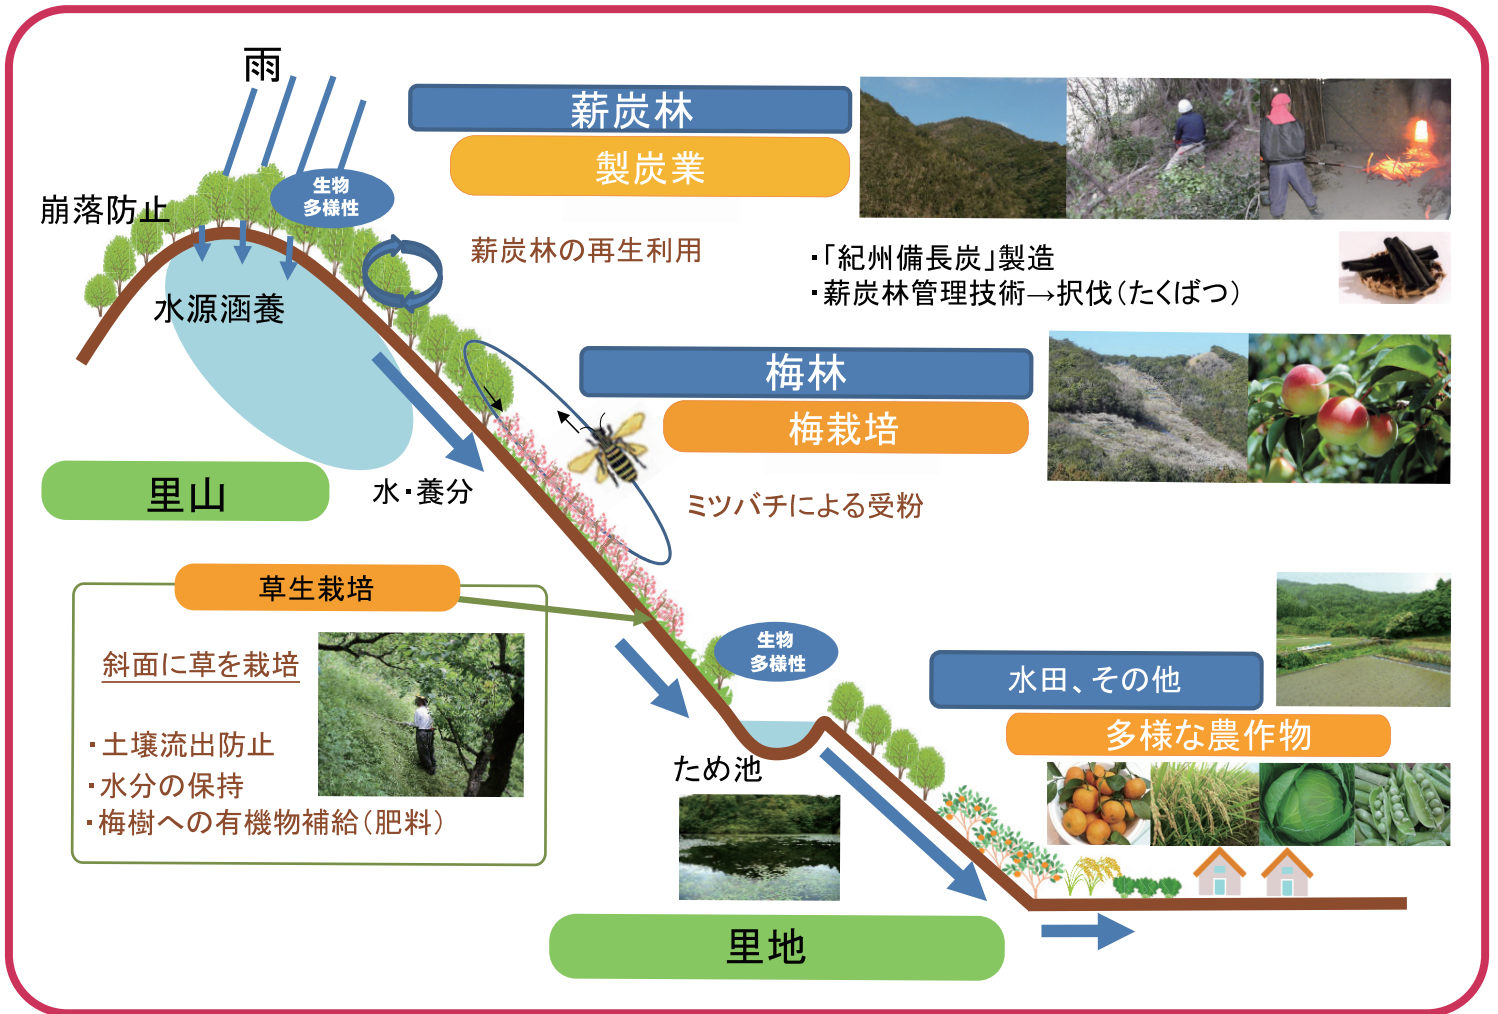 雨
薪炭林
製炭業
生物
多様性
崩落防止
薪炭林の再生利用
・「紀州備長炭」製造
・薪炭林管理技術→択伐(たくばつ)
水源涵養
梅林
梅栽培
里山
水・養分
ミツバチによる受粉
草生栽培
斜面に草を栽培
・土壌流出防止
・水分の保持
・梅樹への有機物補給(肥料)
生物
多様性
水田、その他
多様な農作物
ため池
里地